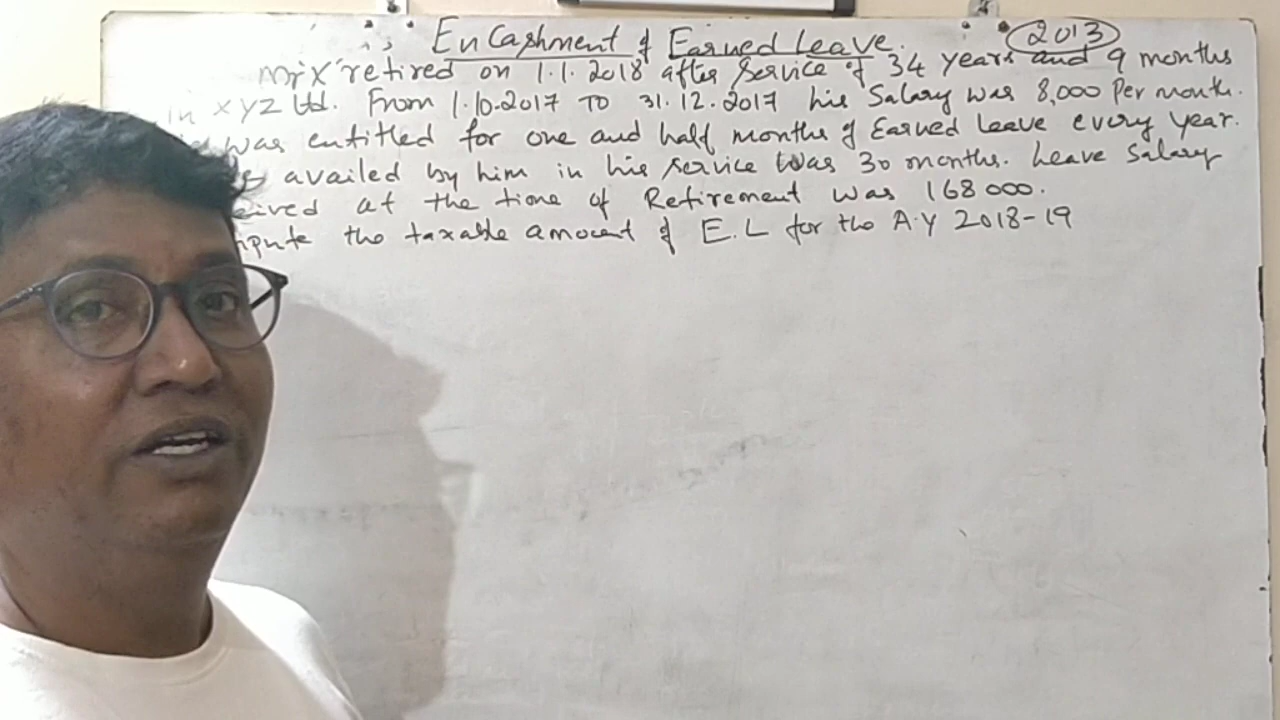 Encashment of Earned Leave.
2013
Mr 'X' retired on 1.1.2018 after service of 34 years and 9 months
in XYZ Ltd. From 1.10.2017 TO 31.12.2017 his Salary was 8,000 Per month.
was entitled for one and half months of Earned Leave every year.
availed by him in his service was 30 months. Leave Salary
eived at the time of Retirement was 168000.
pute the taxable amount of E.L for the A.Y 2018-19